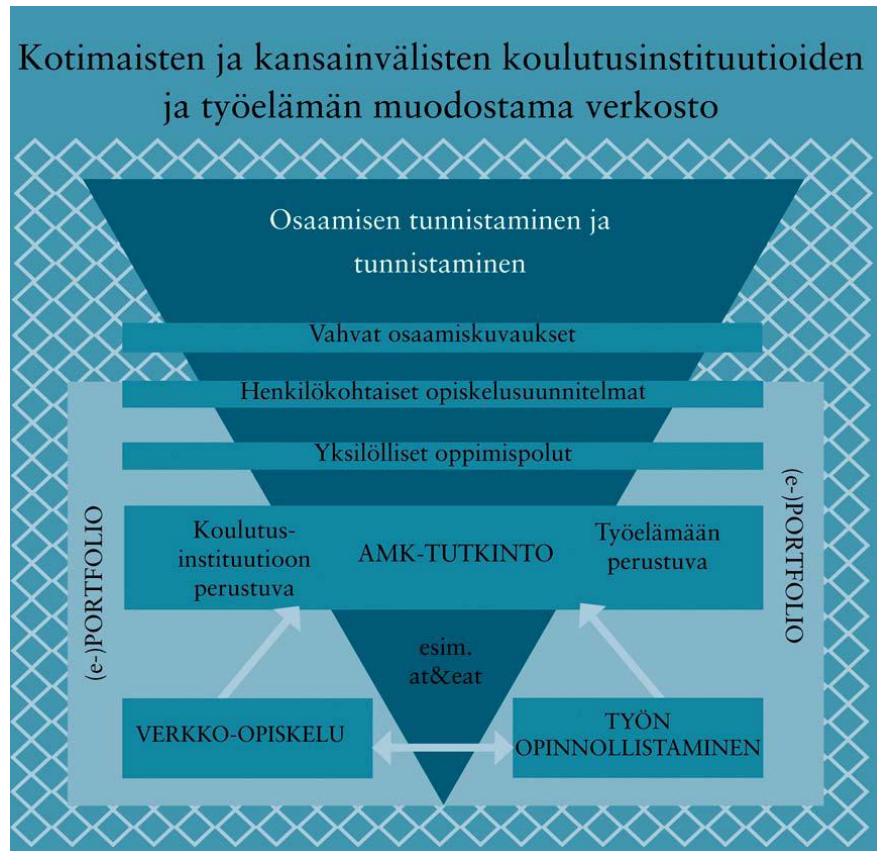 Kotimaisten ja kansainvälisten koulutusinstituutioiden
ja työelämän muodostama verkosto
Osaamisen tunnistaminen ja
tunnistaminen
Vahvat osaamiskuvaukset
Henkilökohtaiset opiskelusuunnitelmat
Yksilölliset oppimispolut
(e-)PORTFOLIO
Koulutus-
instituutioon
perustuva
AMK-TUTKINTO
Työelämään
perustuva
(e-)PORTFOLIO
esim.
at&eat
VERKKO-OPISKELU
TYÖN
OPINNOLLISTAMINEN